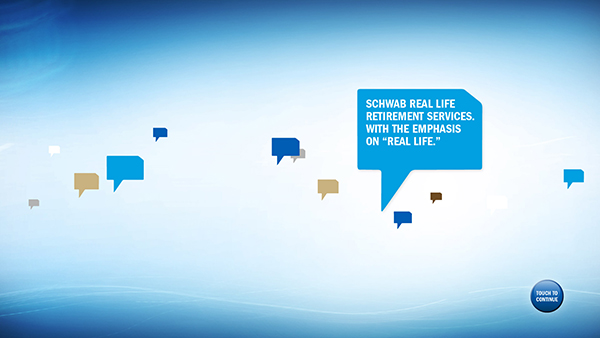 SCHWAB REAL LIFE
RETIREMENT SERVICES.
WITH THE EMPHASIS
ON “REAL LIFE.”
TOUCH TO
CONTINUE